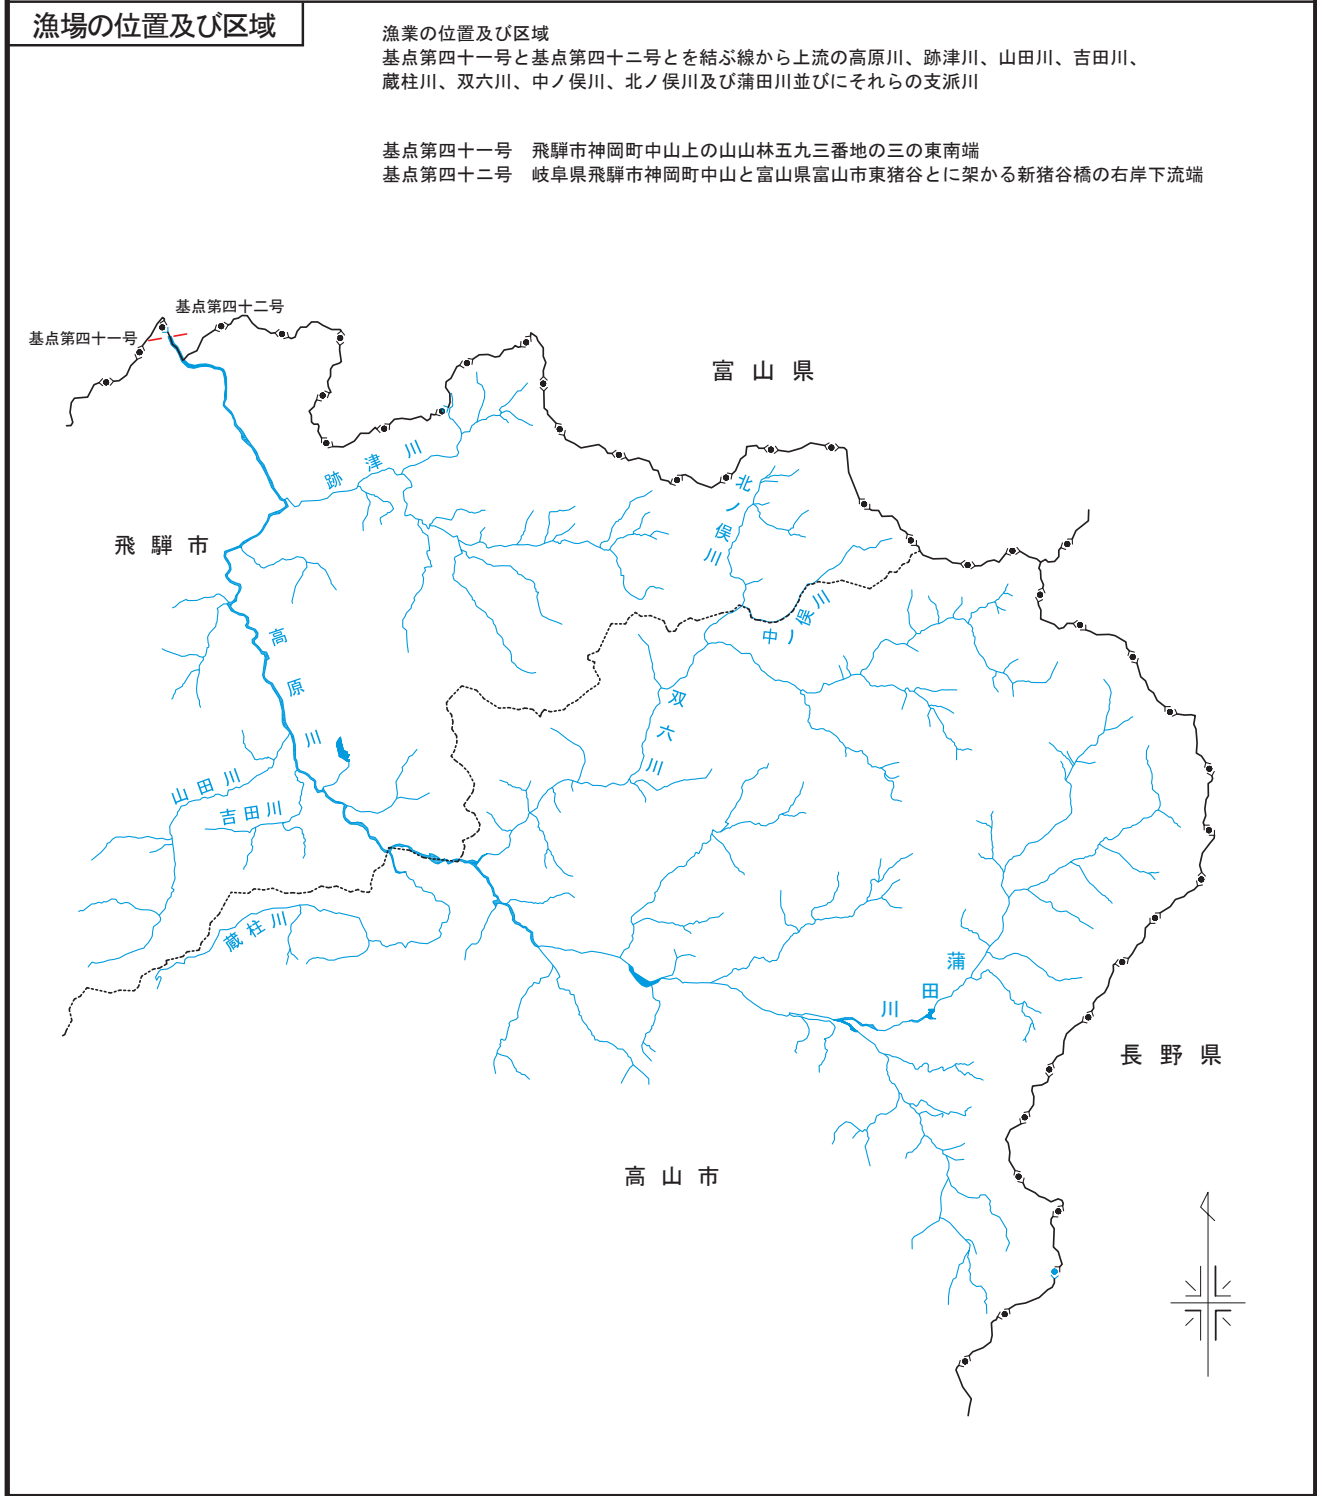 漁場の位置及び区域
漁業の位置及び区域
基点第四十一号と基点第四十二号とを結ぶ線から上流の高原川、跡津川、山田川、吉田川、
蔵柱川、双六川、中ノ俣川、北ノ俣川及び蒲田川並びにそれらの支派川
基点第四十一号　飛騨市神岡町中山上の山山林五九三番地の三の東南端
基点第四十二号　岐阜県飛騨市神岡町中山と富山県富山市東猪谷とに架かる新猪谷橋の右岸下流端
基点第四十二号
基点第四十一号
富山県
跡津川
北ノ俣川
飛騨市
中ノ俣川
高原川
双六川
山田川
吉田川
蔵柱川
蒲田川
長野県
高山市